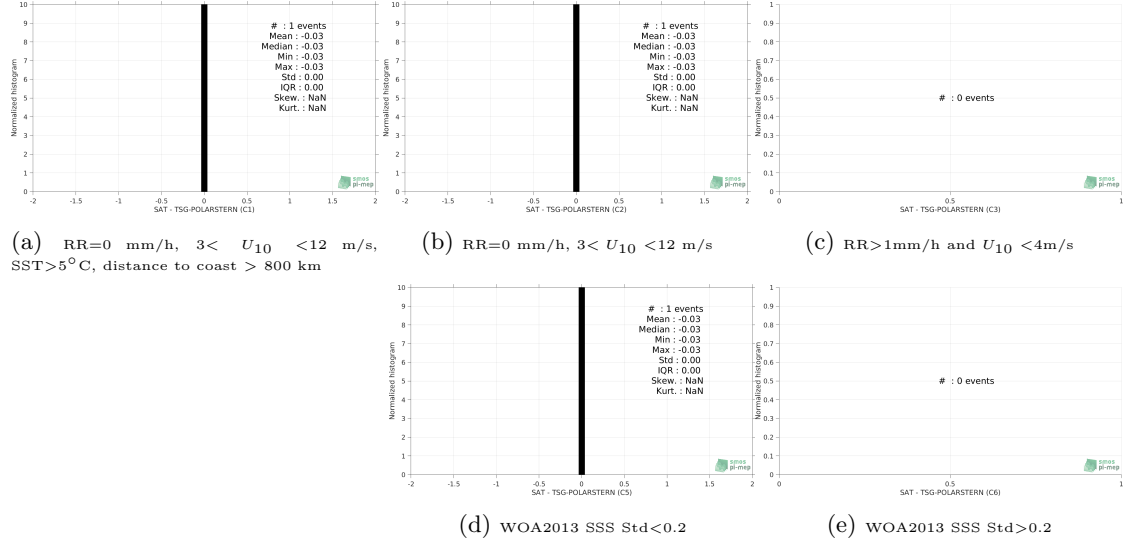 10
9
8
7
6
5
4
3
2
1
0
Normalized histogram
# : 1 events
Mean : -0.03
Median : -0.03
Min : -0.03
Max : -0.03
Std : 0.00
IQR : 0.00
Skew. : NaN
Kurt. : NaN
smos
pi-mep
-2 -1.5 -1 -0.5 0 0.5 1 1.5 2
SAT - TSG-POLARSTERN (C1)
(a) RR=0 mm/h, 3< U10 <12 m/s,
SST>5°C, distance to coast > 800 km
10
9
8
7
6
5
4
3
2
1
0
Normalized histogram
# : 1 events
Mean : -0.03
Median : -0.03
Min : -0.03
Max : -0.03
Std : 0.00
IQR : 0.00
Skew. : NaN
Kurt. : NaN
smos
pi-mep
-2 -1.5 -1 -0.5 0 0.5 1 1.5 2
SAT - TSG-POLARSTERN (C2)
(b) RR=0 mm/h, 3< U10 <12 m/s
1
0.9
0.8
0.7
0.6
0.5
0.4
0.3
0.2
0.1
0
Normalized histogram
# : 0 events
smos
pi-mep
0 0.5 1
SAT - TSG-POLARSTERN (C3)
(c) RR>1mm/h and U10 <4m/s
10
9
8
7
6
5
4
3
2
1
0
Normalized histogram
# : 1 events
Mean : -0.03
Median : -0.03
Min : -0.03
Max : -0.03
Std : 0.00
IQR : 0.00
Skew. : NaN
Kurt. : NaN
smos
pi-mep
-2 -1.5 -1 -0.5 0 0.5 1 1.5 2
SAT - TSG-POLARSTERN (C5)
(d) WOA2013 SSS Std<0.2
1
0.9
0.8
0.7
0.6
0.5
0.4
0.3
0.2
0.1
0
Normalized histogram
# : 0 events
smos
pi-mep
0 0.5 1
SAT - TSG-POLARSTERN (C6)
(e) WOA2013 SSS Std>0.2